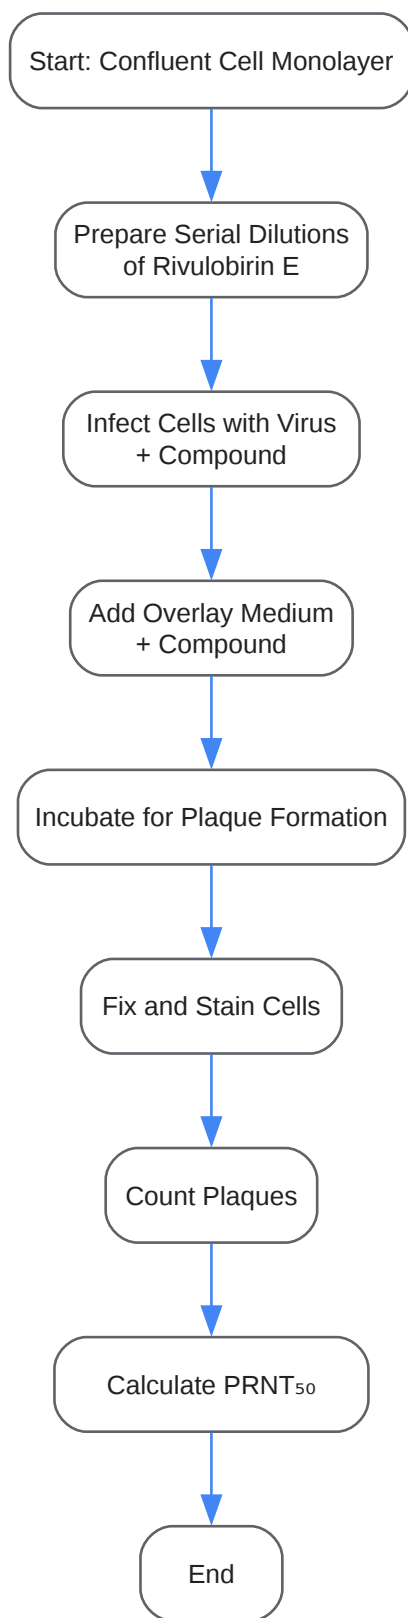 Start: Confluent Cell Monolayer
Prepare Serial Dilutions
of Rivulobirin E
Infect Cells with Virus
+ Compound
Add Overlay Medium
+ Compound
Incubate for Plaque Formation
Fix and Stain Cells
Count Plaques
Calculate PRNT₅₀
End